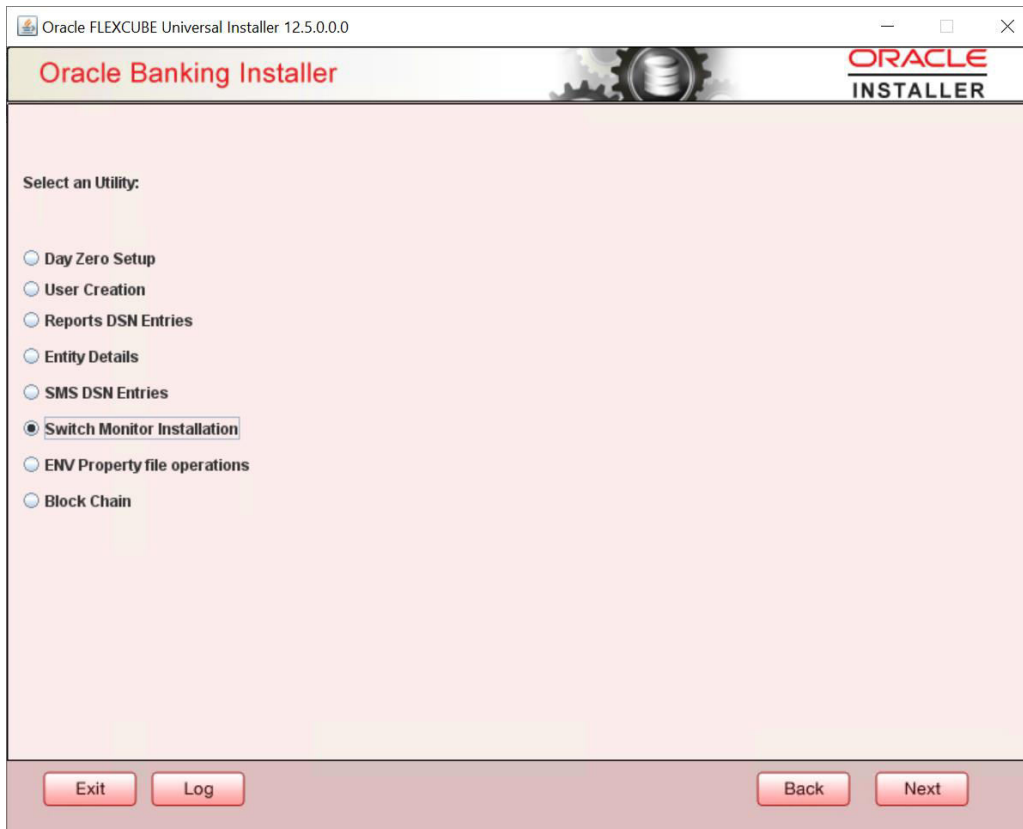 Oracle FLEXCUBE Universal Installer 12.5.0.0.0
Oracle Banking Installer
ORACLE
INSTALLER
Select an Utility:
Day Zero Setup
User Creation
Reports DSN Entries
Entity Details
SMS DSN Entries
Switch Monitor Installation
ENV Property file operations
Block Chain
Exit Log Back Next